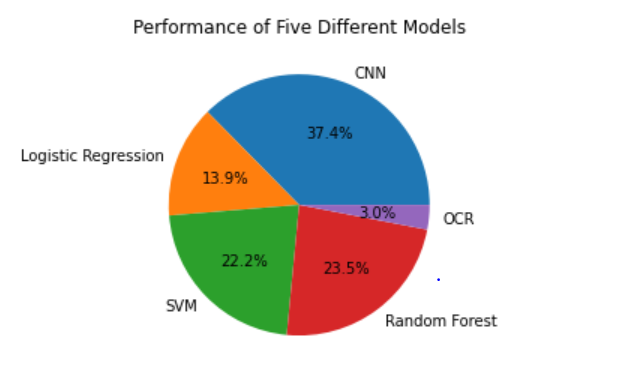 Performance of Five Different Models
CNN
37.4%
Logistic Regression
13.9%
3.0%
OCR
22.2%
23.5%
SVM
Random Forest